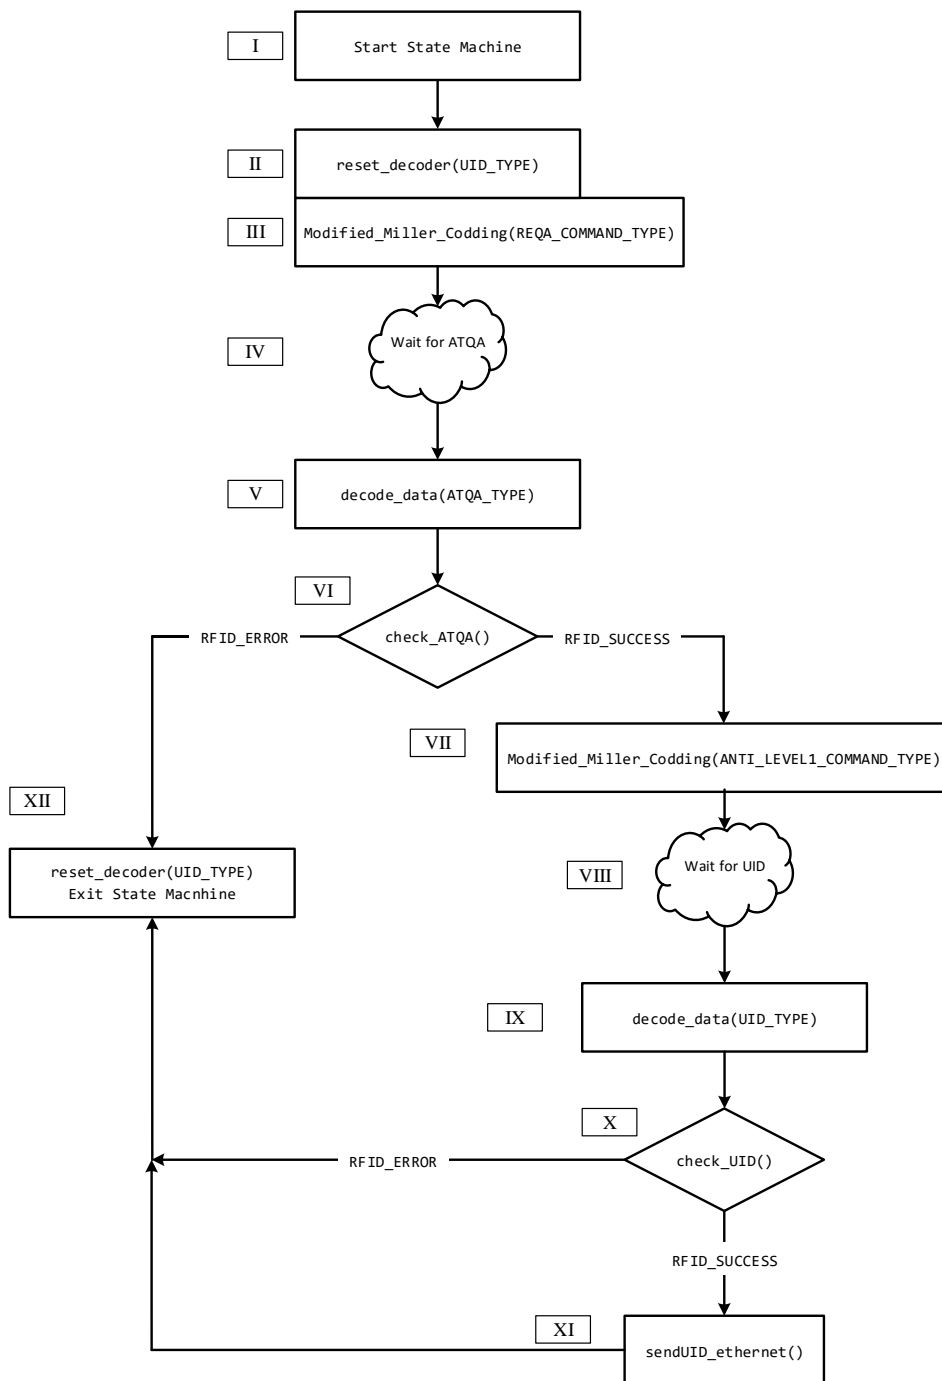 I
Start State Machine
II
reset_decoder(UID_TYPE)
III
Modified_Miller_Codding(REQA_COMMAND_TYPE)
IV
Wait for ATQA
V
decode_data(ATQA_TYPE)
VI
check_ATQA()
RFID_ERROR
RFID_SUCCESS
VII
Modified_Miller_Codding(ANTI_LEVEL1_COMMAND_TYPE)
XII
reset_decoder(UID_TYPE)
Exit State Macnhine
VIII
Wait for UID
IX
decode_data(UID_TYPE)
X
check_UID()
RFID_ERROR
RFID_SUCCESS
XI
sendUID_ethernet()